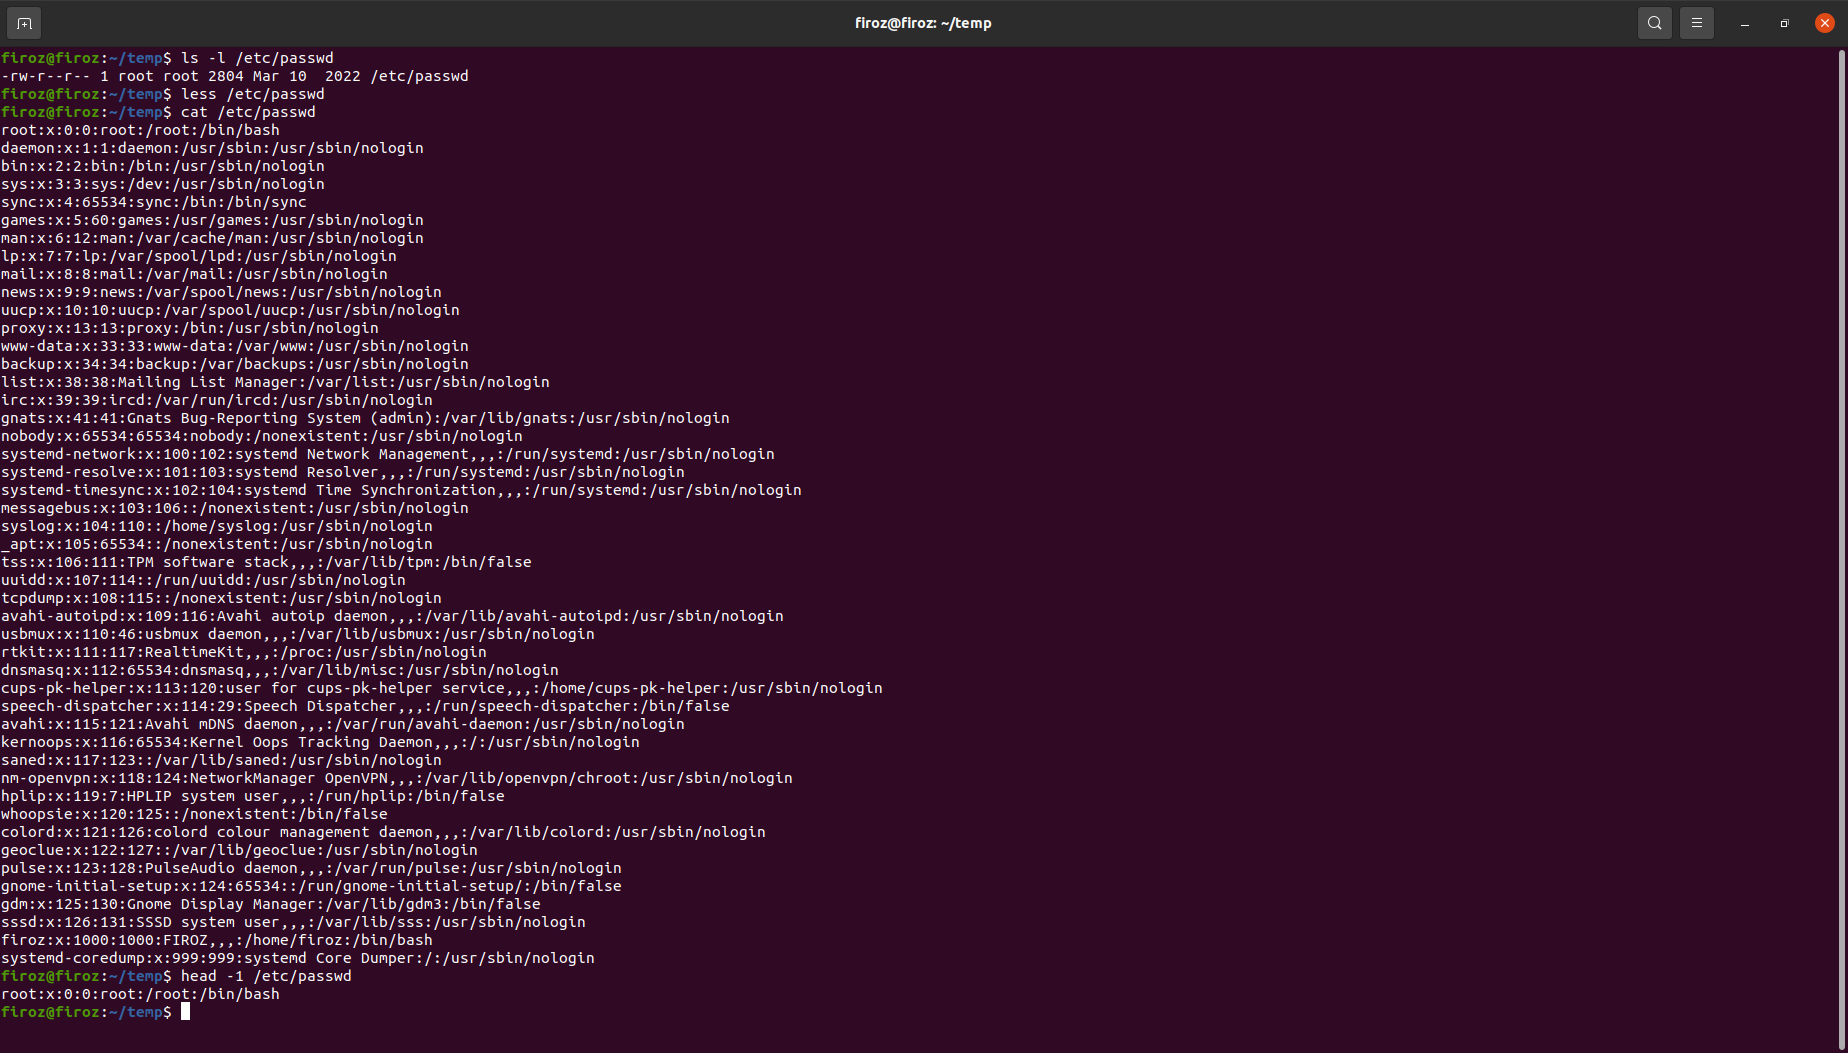 firoz@firoz: ~/temp
firoz@firoz:~/temp$ ls -l /etc/passwd
-rw-r--r-- 1 root root 2804 Mar 10  2022 /etc/passwd
firoz@firoz:~/temp$ less /etc/passwd
firoz@firoz:~/temp$ cat /etc/passwd
root:x:0:0:root:/root:/bin/bash
daemon:x:1:1:daemon:/usr/sbin:/usr/sbin/nologin
bin:x:2:2:bin:/bin:/usr/sbin/nologin
sys:x:3:3:sys:/dev:/usr/sbin/nologin
sync:x:4:65534:sync:/bin:/bin/sync
games:x:5:60:games:/usr/games:/usr/sbin/nologin
man:x:6:12:man:/var/cache/man:/usr/sbin/nologin
lp:x:7:7:lp:/var/spool/lpd:/usr/sbin/nologin
mail:x:8:8:mail:/var/mail:/usr/sbin/nologin
news:x:9:9:news:/var/spool/news:/usr/sbin/nologin
uucp:x:10:10:uucp:/var/spool/uucp:/usr/sbin/nologin
proxy:x:13:13:proxy:/bin:/usr/sbin/nologin
www-data:x:33:33:www-data:/var/www:/usr/sbin/nologin
backup:x:34:34:backup:/var/backups:/usr/sbin/nologin
list:x:38:38:Mailing List Manager:/var/list:/usr/sbin/nologin
irc:x:39:39:ircd:/var/run/ircd:/usr/sbin/nologin
gnats:x:41:41:Gnats Bug-Reporting System (admin):/var/lib/gnats:/usr/sbin/nologin
nobody:x:65534:65534:nobody:/nonexistent:/usr/sbin/nologin
systemd-network:x:100:102:systemd Network Management,,,:/run/systemd:/usr/sbin/nologin
systemd-resolve:x:101:103:systemd Resolver,,,:/run/systemd:/usr/sbin/nologin
systemd-timesync:x:102:104:systemd Time Synchronization,,,:/run/systemd:/usr/sbin/nologin
messagebus:x:103:106::/nonexistent:/usr/sbin/nologin
syslog:x:104:110::/home/syslog:/usr/sbin/nologin
_apt:x:105:65534::/nonexistent:/usr/sbin/nologin
tss:x:106:111:TPM software stack,,,:/var/lib/tpm:/bin/false
uuidd:x:107:114::/run/uuidd:/usr/sbin/nologin
tcpdump:x:108:115::/nonexistent:/usr/sbin/nologin
avahi-autoipd:x:109:116:Avahi autoip daemon,,,:/var/lib/avahi-autoipd:/usr/sbin/nologin
usbmux:x:110:46:usbmux daemon,,,:/var/lib/usbmux:/usr/sbin/nologin
rtkit:x:111:117:RealtimeKit,,,:/proc:/usr/sbin/nologin
dnsmasq:x:112:65534:dnsmasq,,,:/var/lib/misc:/usr/sbin/nologin
cups-pk-helper:x:113:120:user for cups-pk-helper service,,,:/home/cups-pk-helper:/usr/sbin/nologin
speech-dispatcher:x:114:29:Speech Dispatcher,,,:/run/speech-dispatcher:/bin/false
avahi:x:115:121:Avahi mDNS daemon,,,:/var/run/avahi-daemon:/usr/sbin/nologin
kernoops:x:116:65534:Kernel Oops Tracking Daemon,,,:/:/usr/sbin/nologin
saned:x:117:123::/var/lib/saned:/usr/sbin/nologin
nm-openvpn:x:118:124:NetworkManager OpenVPN,,,:/var/lib/openvpn/chroot:/usr/sbin/nologin
hplip:x:119:7:HPLIP system user,,,:/run/hplip:/bin/false
whoopsie:x:120:125::/nonexistent:/bin/false
colord:x:121:126:colord colour management daemon,,,:/var/lib/colord:/usr/sbin/nologin
geoclue:x:122:127::/var/lib/geoclue:/usr/sbin/nologin
pulse:x:123:128:PulseAudio daemon,,,:/var/run/pulse:/usr/sbin/nologin
gnome-initial-setup:x:124:65534::/run/gnome-initial-setup/:/bin/false
gdm:x:125:130:Gnome Display Manager:/var/lib/gdm3:/bin/false
sssd:x:126:131:SSSD system user,,,:/var/lib/sss:/usr/sbin/nologin
firoz:x:1000:1000:FIROZ,,,:/home/firoz:/bin/bash
systemd-coredump:x:999:999:systemd Core Dumper:/:/usr/sbin/nologin
firoz@firoz:~/temp$ head -1 /etc/passwd
root:x:0:0:root:/root:/bin/bash
firoz@firoz:~/temp$